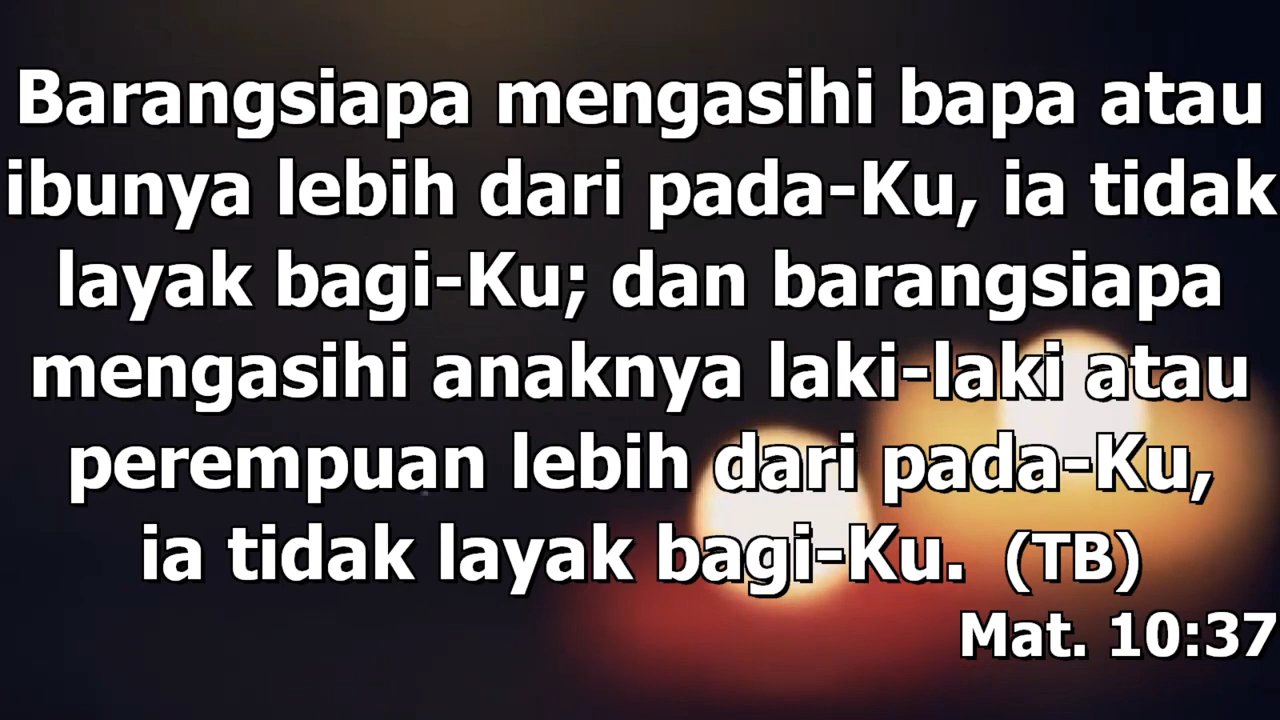 Barangsiapa mengasihi bapa atau
ibunya lebih dari pada-Ku, ia tidak
layak bagi-Ku; dan barangsiapa
mengasihi anaknya laki-laki atau
perempuan lebih dari pada-Ku,
ia tidak layak bagi-Ku. (TB)
Mat. 10:37